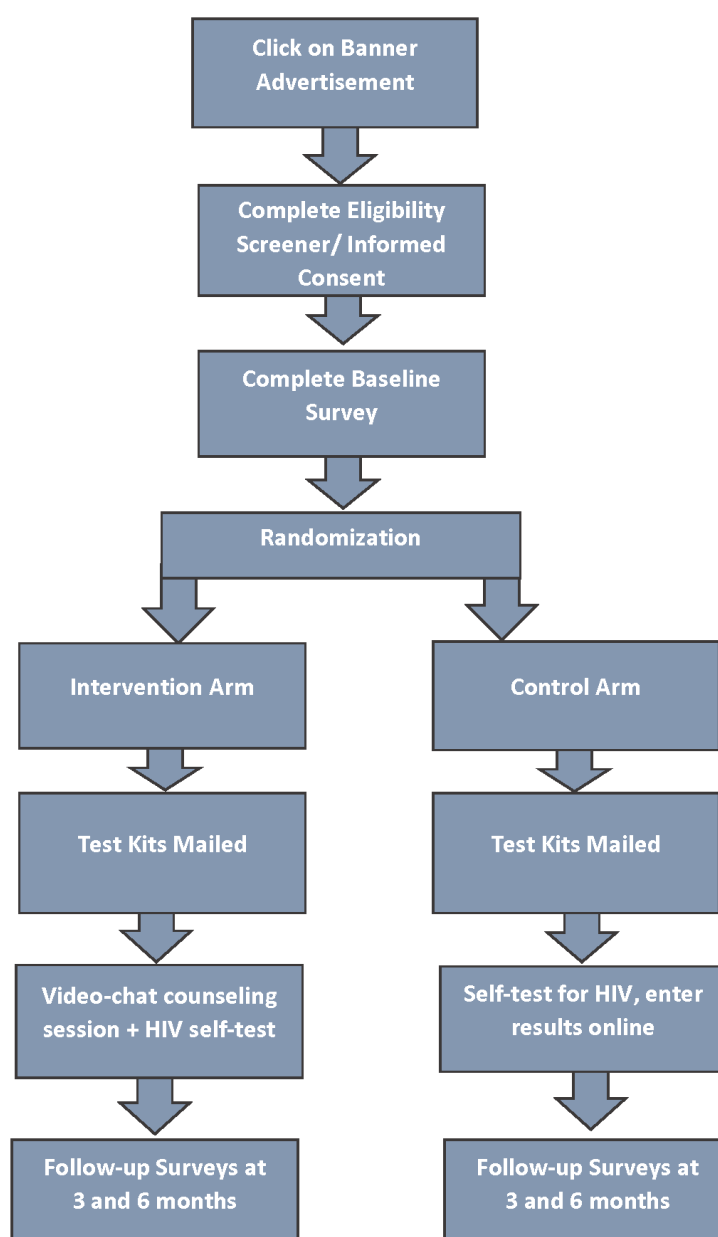 Click on Banner
Advertisement
Complete Eligibility
Screener/ Informed
Consent
Complete Baseline
Survey
Randomization
Intervention Arm
Control Arm
Test Kits Mailed
Test Kits Mailed
Video-chat counseling
session + HIV self-test
Self-test for HIV, enter
results online
Follow-up Surveys at
3 and 6 months
Follow-up Surveys at
3 and 6 months